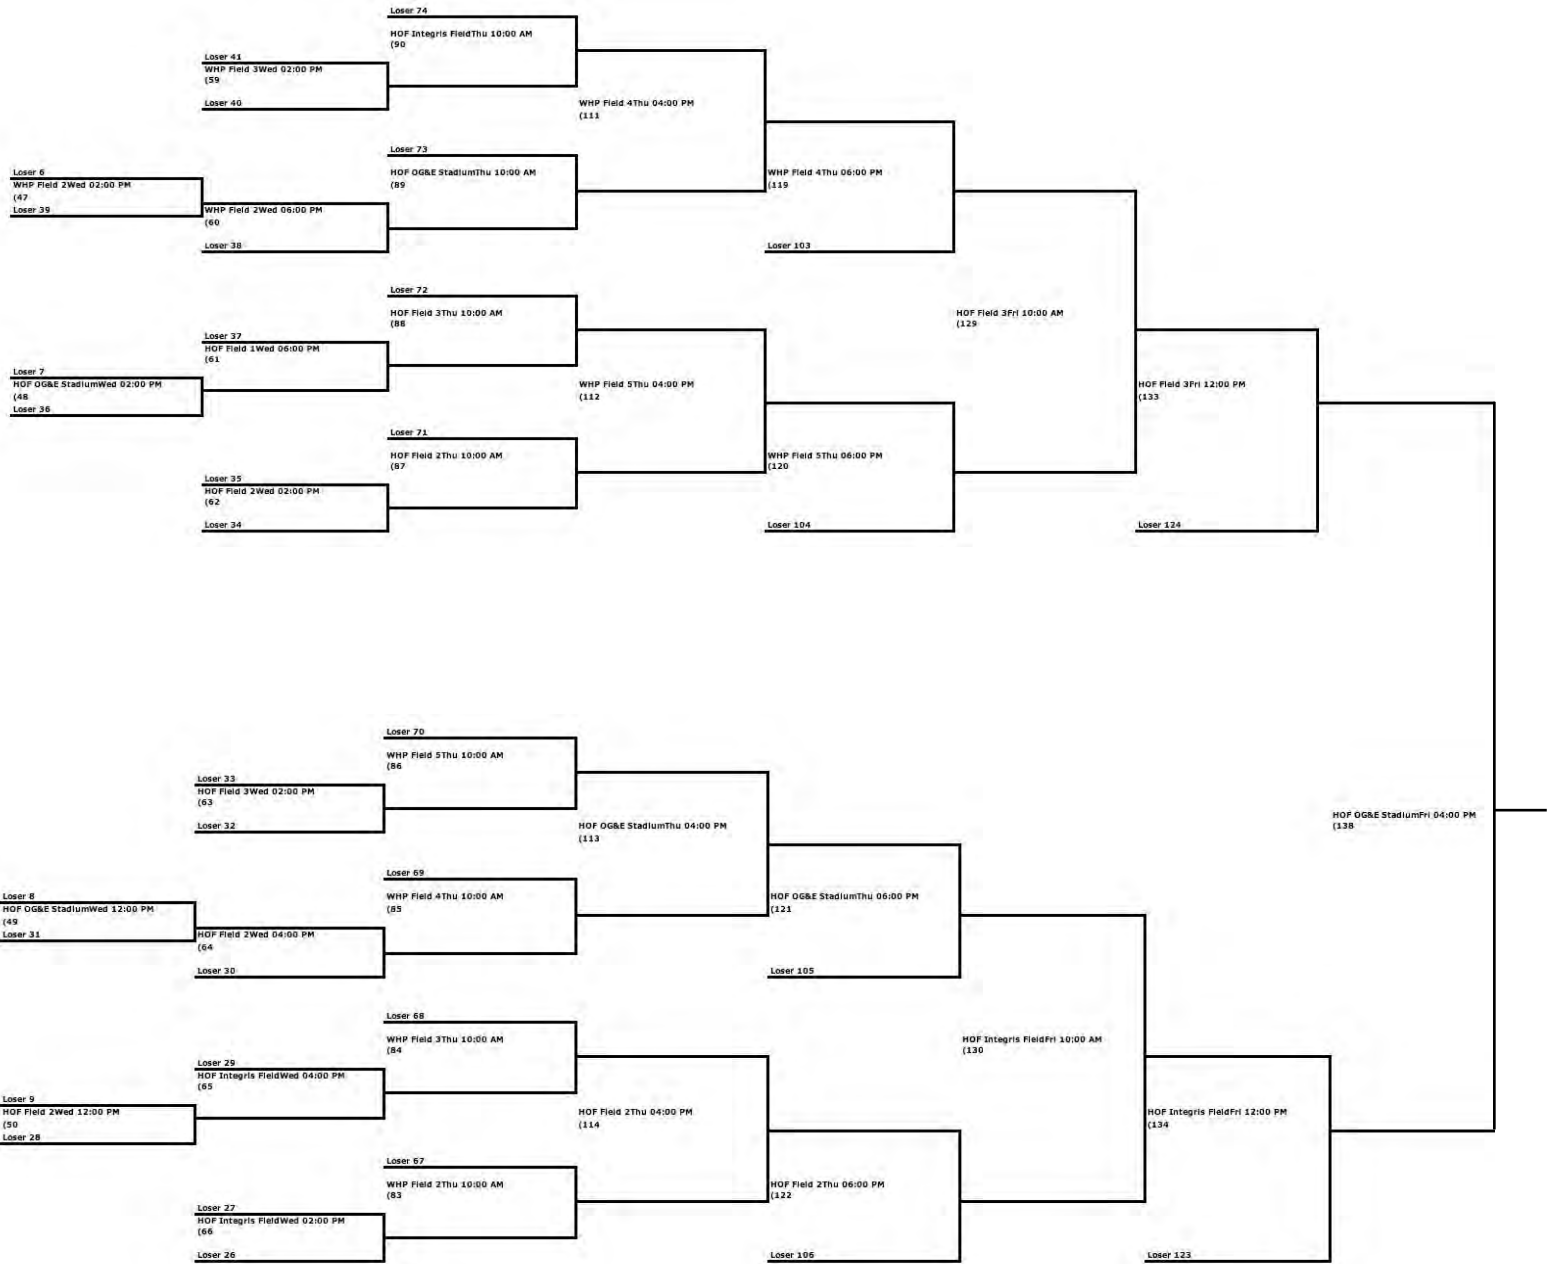 Loser 74
HOF Integris FieldThu 10:00 AM
(90
Loser 41
WHP Field 3Wed 02:00 PM
(59
Loser 40
WHP Field 4Thu 04:00 PM
(111
Loser 73
HOF OG&E StadiumThu 10:00 AM
(89
Loser 6
WHP Field 2Wed 02:00 PM
(47
Loser 39
WHP Field 2Wed 06:00 PM
(60
Loser 38
WHP Field 4Thu 06:00 PM
(119
Loser 103
Loser 72
HOF Field 3Thu 10:00 AM
(88
Loser 37
HOF Field 1Wed 06:00 PM
(61
Loser 7
HOF OG&E StadiumWed 02:00 PM
(48
Loser 36
WHP Field 5Thu 04:00 PM
(112
HOF Field 3Fri 10:00 AM
(129
HOF Field 3Fri 12:00 PM
(133
Loser 71
HOF Field 2Thu 10:00 AM
(87
Loser 35
HOF Field 2Wed 02:00 PM
(62
Loser 34
WHP Field 5Thu 06:00 PM
(120
Loser 104
Loser 124
Loser 70
WHP Field 5Thu 10:00 AM
(86
Loser 33
HOF Field 3Wed 02:00 PM
(63
Loser 32
HOF OG&E StadiumThu 04:00 PM
(113
HOF OG&E StadiumFri 04:00 PM
(138
Loser 69
WHP Field 4Thu 10:00 AM
(85
Loser 8
HOF OG&E StadiumWed 12:00 PM
(49
Loser 31
HOF Field 2Wed 04:00 PM
(64
Loser 30
HOF OG&E StadiumThu 06:00 PM
(121
Loser 105
Loser 68
WHP Field 3Thu 10:00 AM
(84
HOF Integris FieldFri 10:00 AM
(130
Loser 29
HOF Integris FieldWed 04:00 PM
(65
Loser 9
HOF Field 2Wed 12:00 PM
(50
Loser 28
HOF Field 2Thu 04:00 PM
(114
HOF Integris FieldFri 12:00 PM
(134
Loser 67
WHP Field 2Thu 10:00 AM
(83
HOF Field 2Thu 06:00 PM
(122
Loser 27
HOF Integris FieldWed 02:00 PM
(66
Loser 26
Loser 106
Loser 123